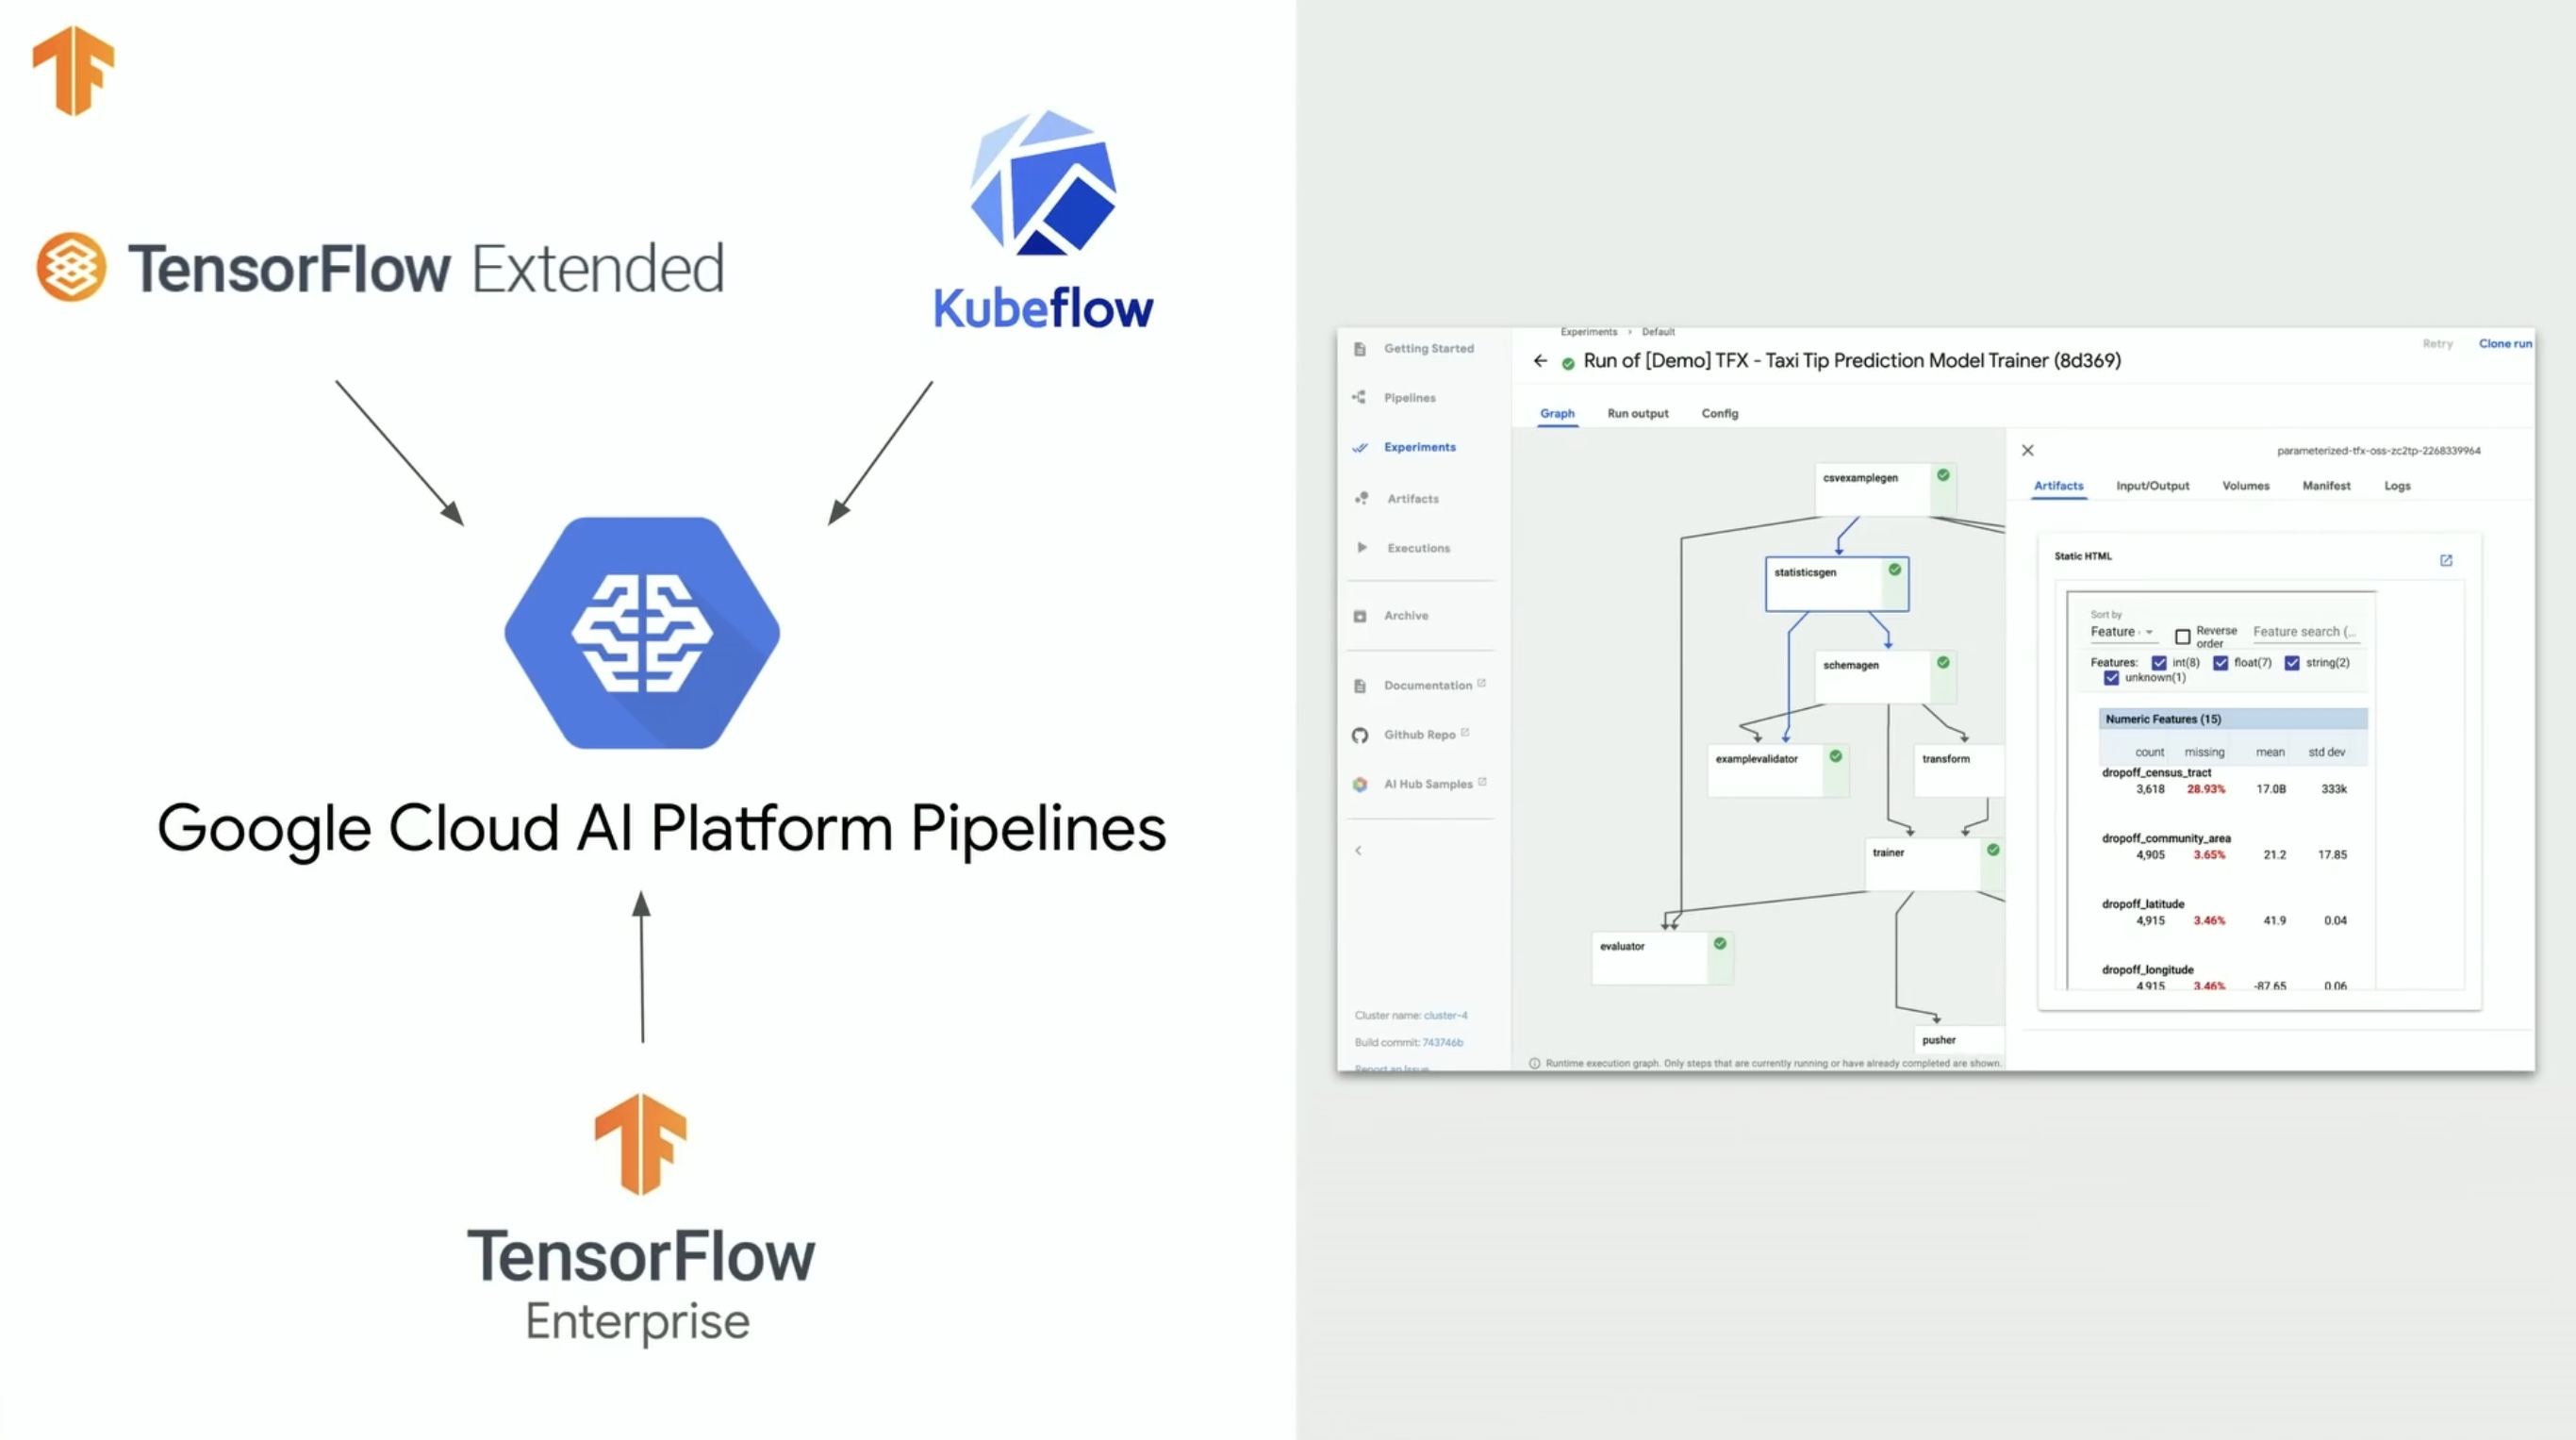 TensorFlow Extended
Kubeflow
Google Cloud AI Platform Pipelines
TensorFlow
Enterprise
Getting Started
Pipelines
Experiments
Artifacts
Executions
Archive
Documentation
Github Repo
AI Hub Samples
Cluster name: cluster-4
Build commit: 743746b
Report an Issue
Experiments › Default
Run of [Demo] TFX - Taxi Tip Prediction Model Trainer (8d369)
Retry Clone run
Graph Run output Config
csvexamplegen
statisticsgen
schemagen
examplevalidator
transform
trainer
evaluator
pusher
Runtime execution graph. Only steps that are currently running or have already completed are shown.
parameterized-tfx-oss-zc2tp-2268339964
Artifacts Input/Output Volumes Manifest Logs
Static HTML
Sort by
Feature
Reverse
order
Feature search (...
Features: int(8) float(7) string(2)
unknown(1)
Numeric Features (15)
count missing mean std dev
dropoff_census_tract
3,618 28.93% 17.0B 333k
dropoff_community_area
4,905 3.65% 21.2 17.85
dropoff_latitude
4,915 3.46% 41.9 0.04
dropoff_longitude
4,915 3.46% -87.65 0.06